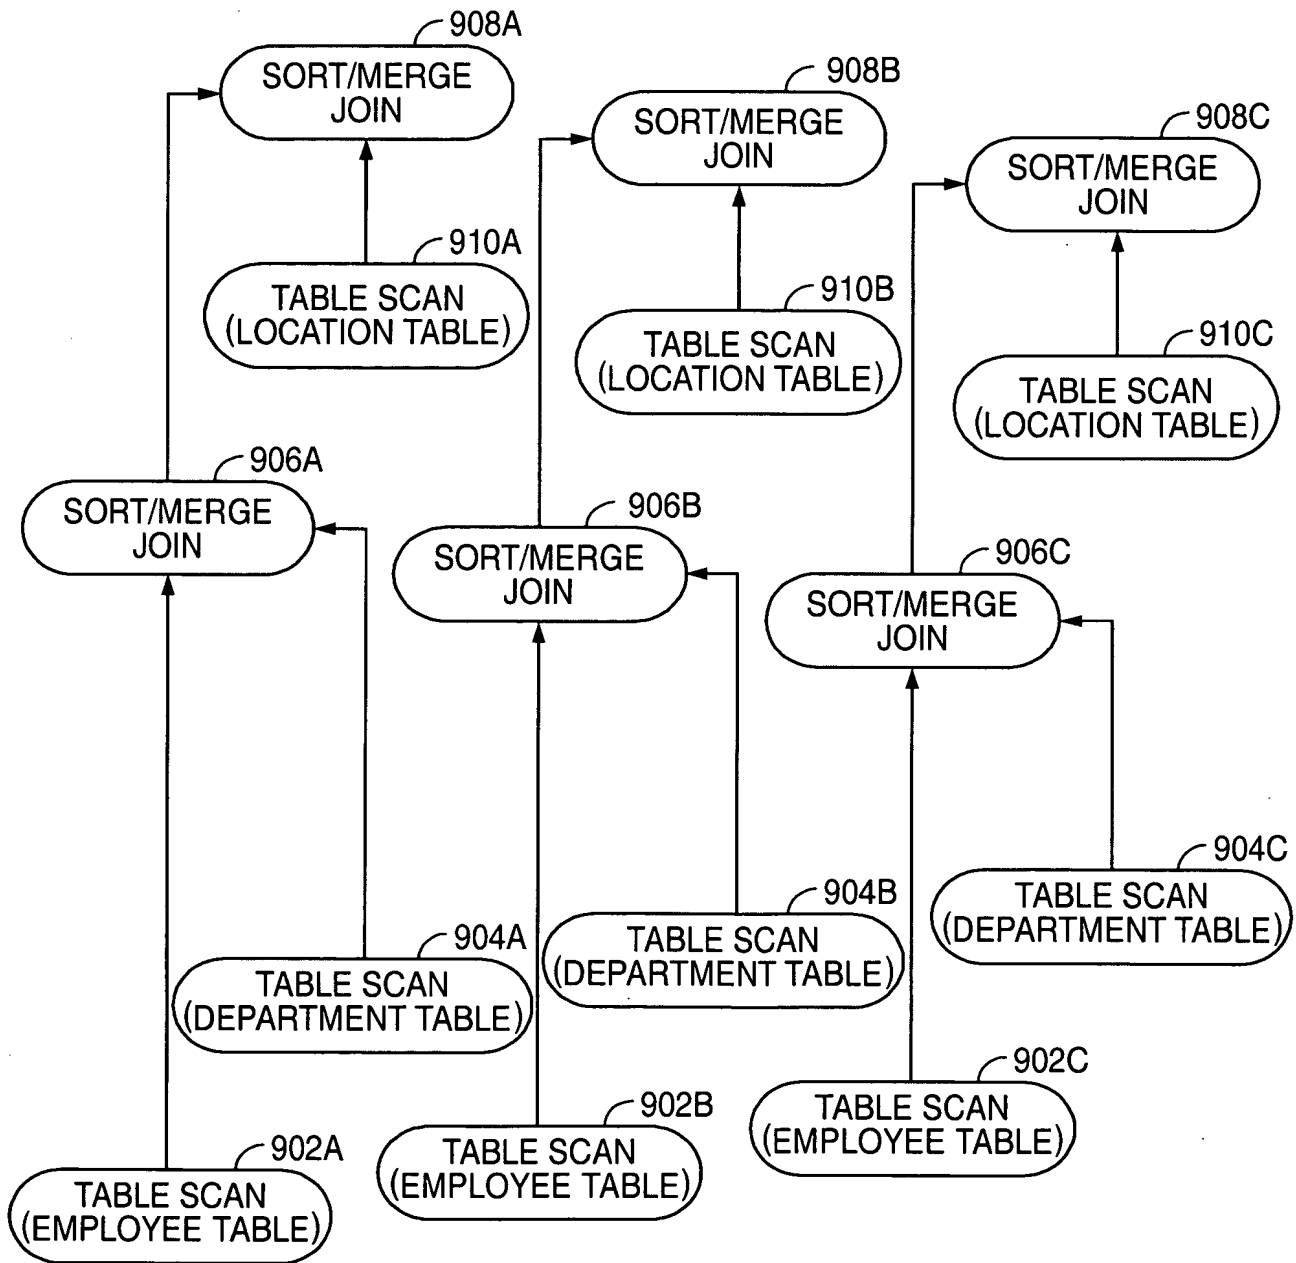 908A
SORT/MERGE
JOIN
908B
SORT/MERGE
JOIN
908C
SORT/MERGE
JOIN
910A
TABLE SCAN
(LOCATION TABLE)
910B
TABLE SCAN
(LOCATION TABLE)
910C
TABLE SCAN
(LOCATION TABLE)
906A
SORT/MERGE
JOIN
906B
SORT/MERGE
JOIN
906C
SORT/MERGE
JOIN
904A
TABLE SCAN
(DEPARTMENT TABLE)
904B
TABLE SCAN
(DEPARTMENT TABLE)
904C
TABLE SCAN
(DEPARTMENT TABLE)
902A
TABLE SCAN
(EMPLOYEE TABLE)
902B
TABLE SCAN
(EMPLOYEE TABLE)
902C
TABLE SCAN
(EMPLOYEE TABLE)